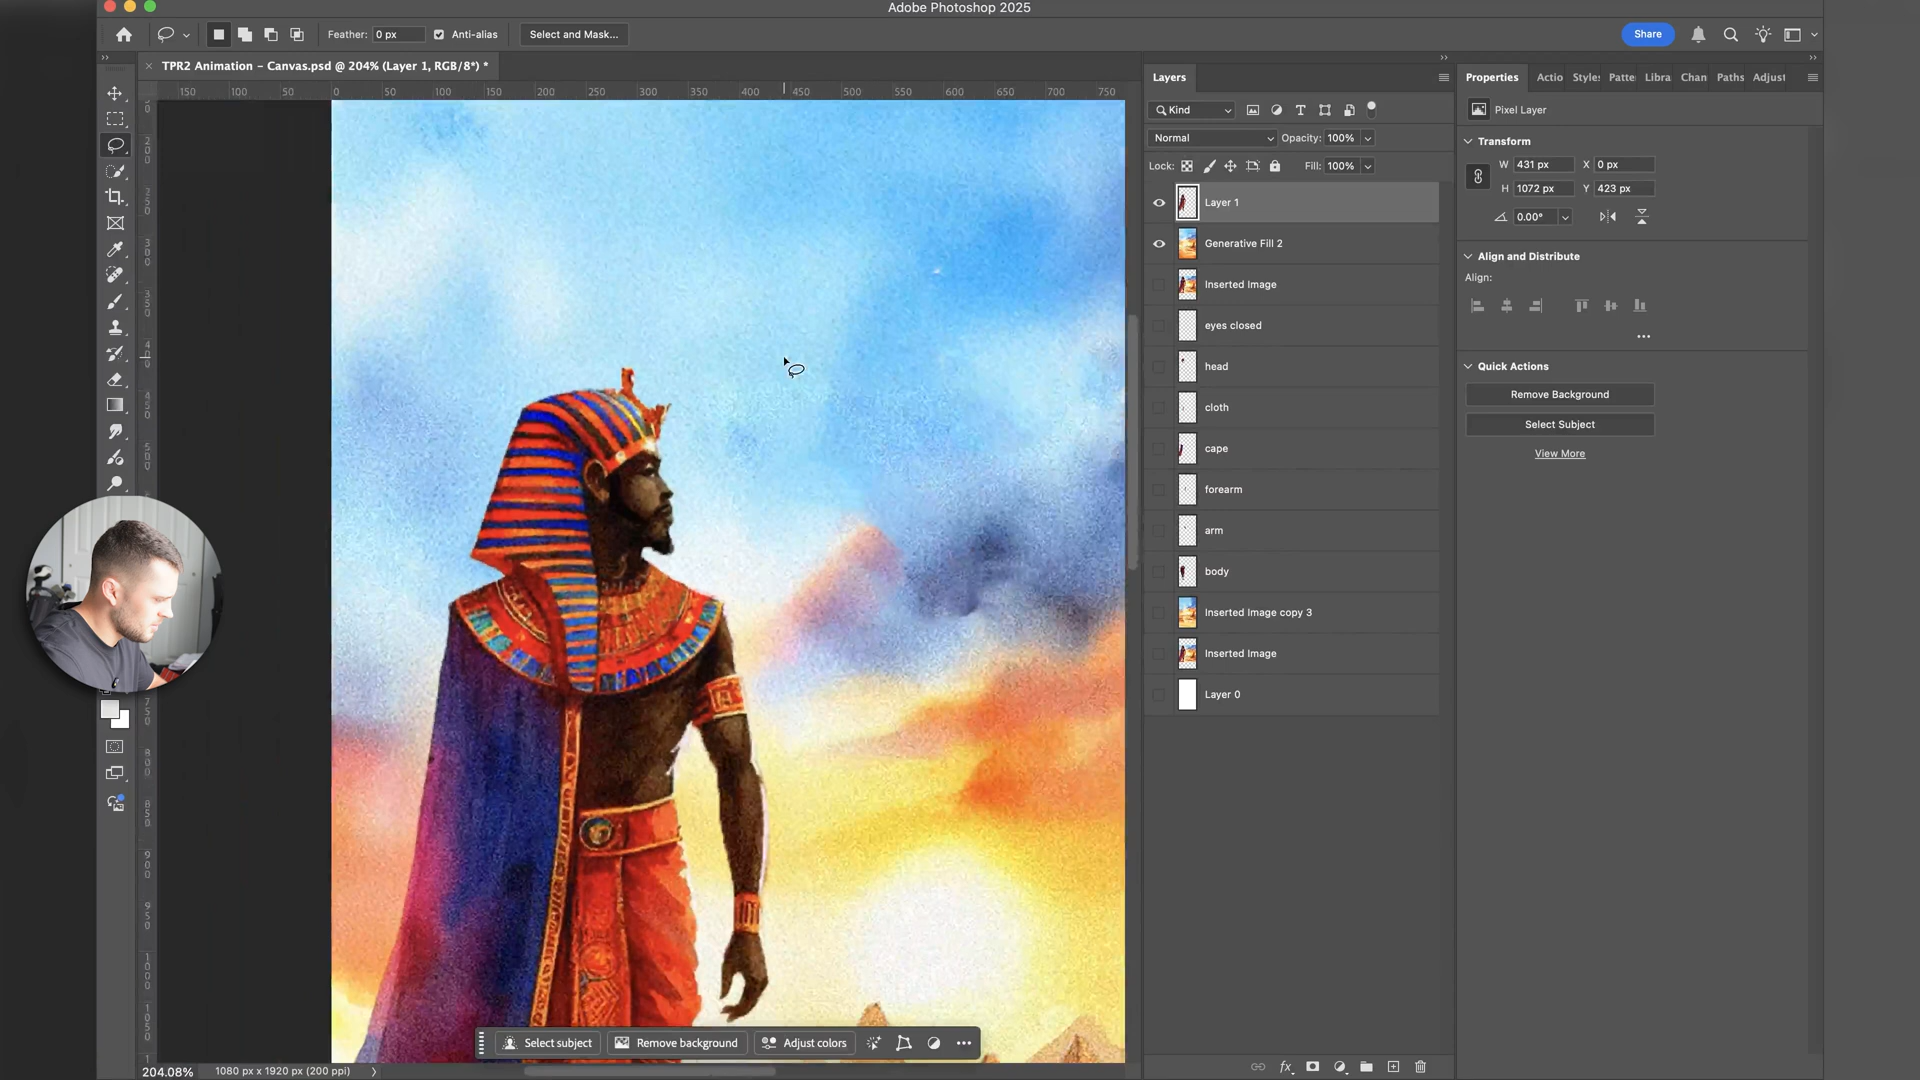 Adobe Photoshop 2025
Feather: 0 px
Anti-alias
Select and Mask...
Share
TPR2 Animation – Canvas.psd @ 204% (Layer 1, RGB/8*) *
150 100 50 0 50 100 150 200 250 300 350 400 450 500 550 600 650 700 750
Layers
Kind
Normal
Opacity: 100%
Lock:
Fill: 100%
Layer 1
Generative Fill 2
Inserted Image
eyes closed
head
cloth
cape
forearm
arm
body
Inserted Image copy 3
Inserted Image
Layer 0
Properties Actio Styles Patte Libra Chan Paths Adjust
Pixel Layer
Transform
W 431 px X 0 px
H 1072 px Y 423 px
0.00°
Align and Distribute
Align:
Quick Actions
Remove Background
Select Subject
View More
Select subject
Remove background
Adjust colors
204.08%
1080 px x 1920 px (200 ppi)